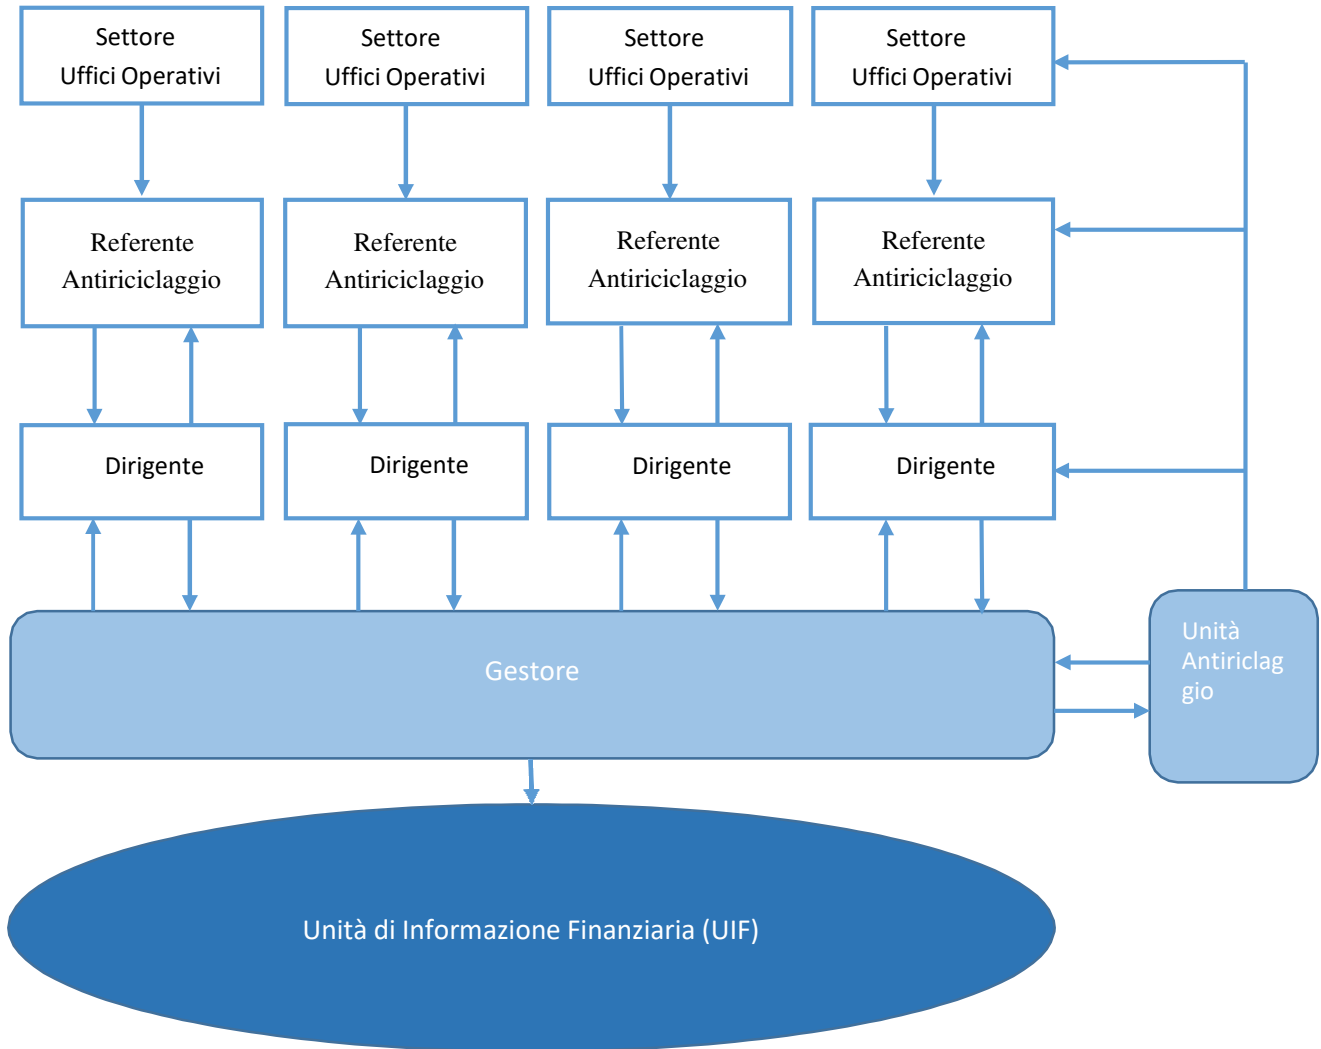 Settore
Uffici Operativi
Settore
Uffici Operativi
Settore
Uffici Operativi
Settore
Uffici Operativi
Referente
Antiriciclaggio
Referente
Antiriciclaggio
Referente
Antiriciclaggio
Referente
Antiriciclaggio
Dirigente
Dirigente
Dirigente
Dirigente
Gestore
Unità
Antiriclag
gio
Unità di Informazione Finanziaria (UIF)